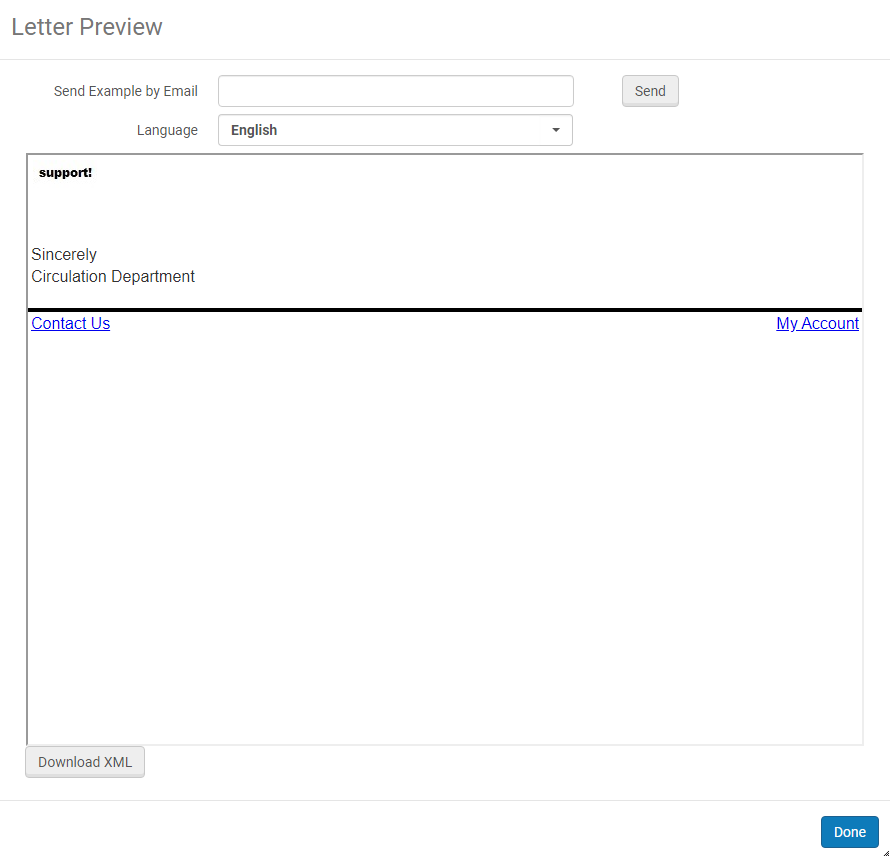 Letter Preview
Send Example by Email
Send
Language
English
support!
Sincerely
Circulation Department
Contact Us
My Account
Download XML
Done